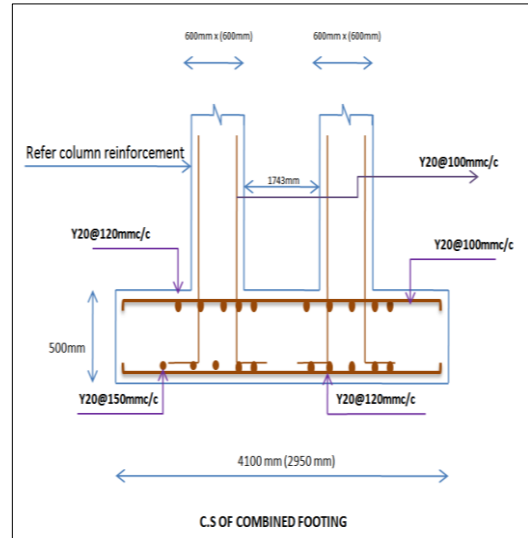 600mm x (600mm)
600mm x (600mm)
Refer column reinforcement
Y20@100mmc/c
1743mm
Y20@120mmc/c
Y20@100mmc/c
500mm
Y20@150mmc/c
Y20@120mmc/c
4100 mm (2950 mm)
C.S OF COMBINED FOOTING